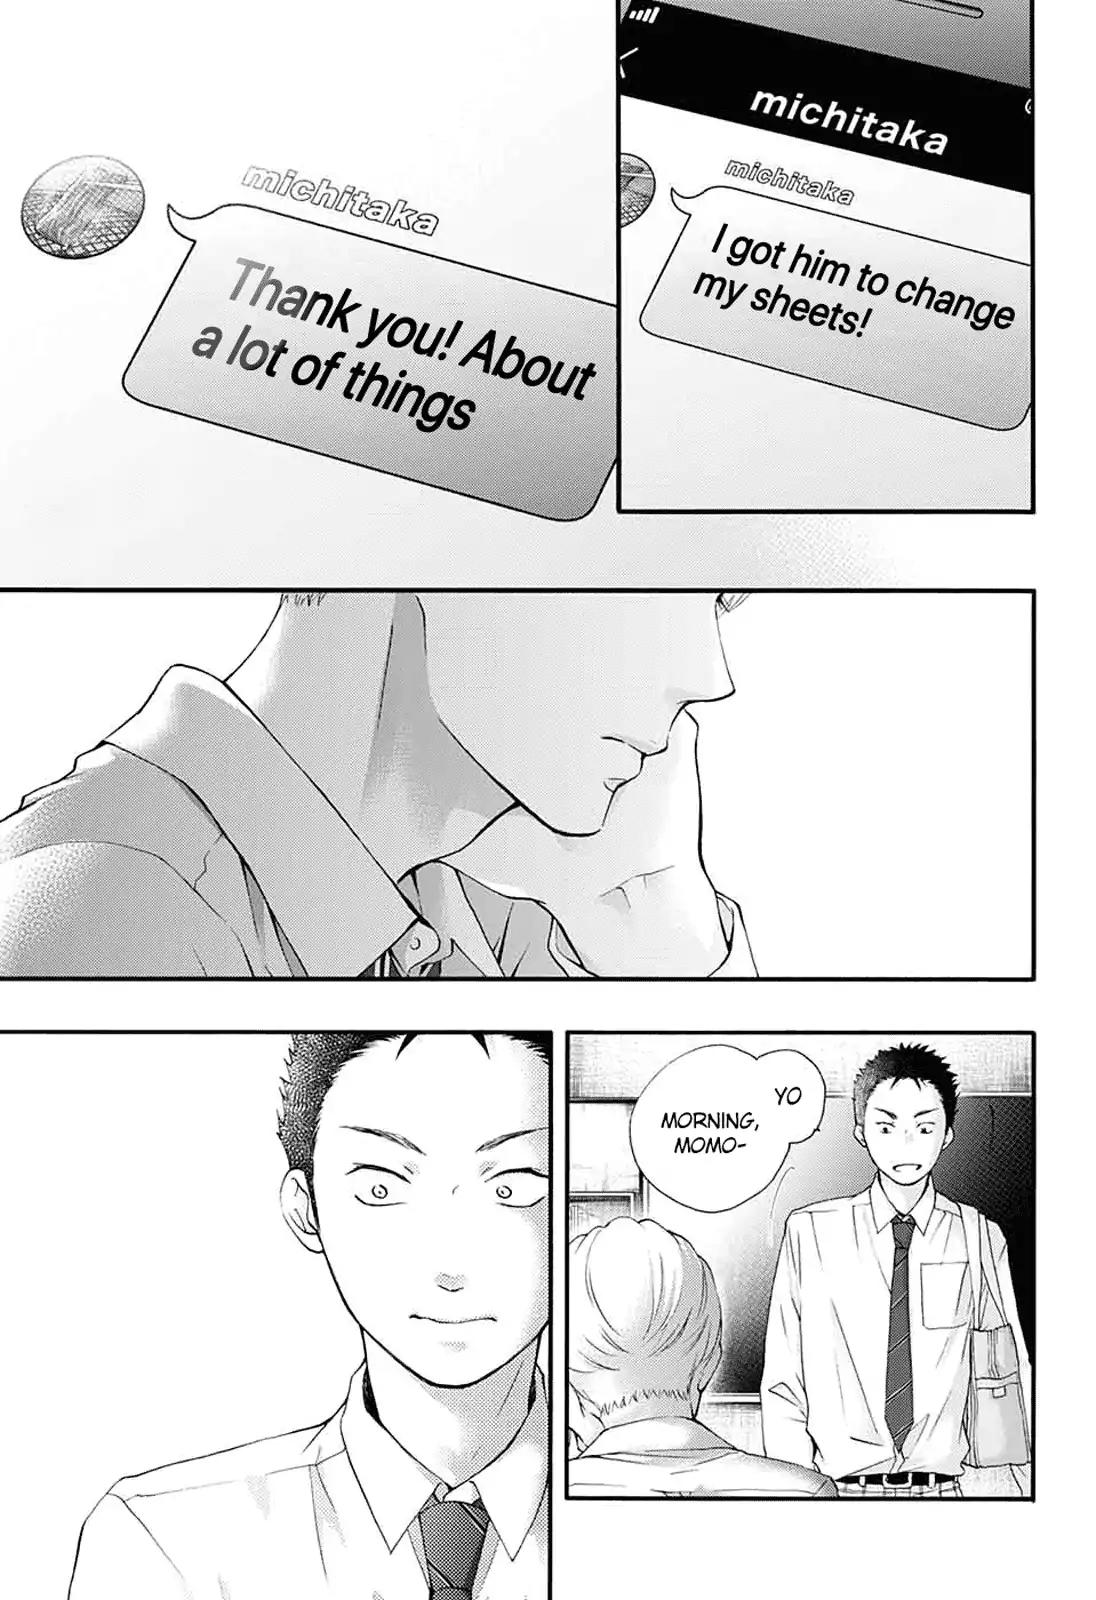 michitaka
michitaka
I got him to change
my sheets!
michitaka
Thank you! About
a lot of things
YO
MORNING,
MOMO-